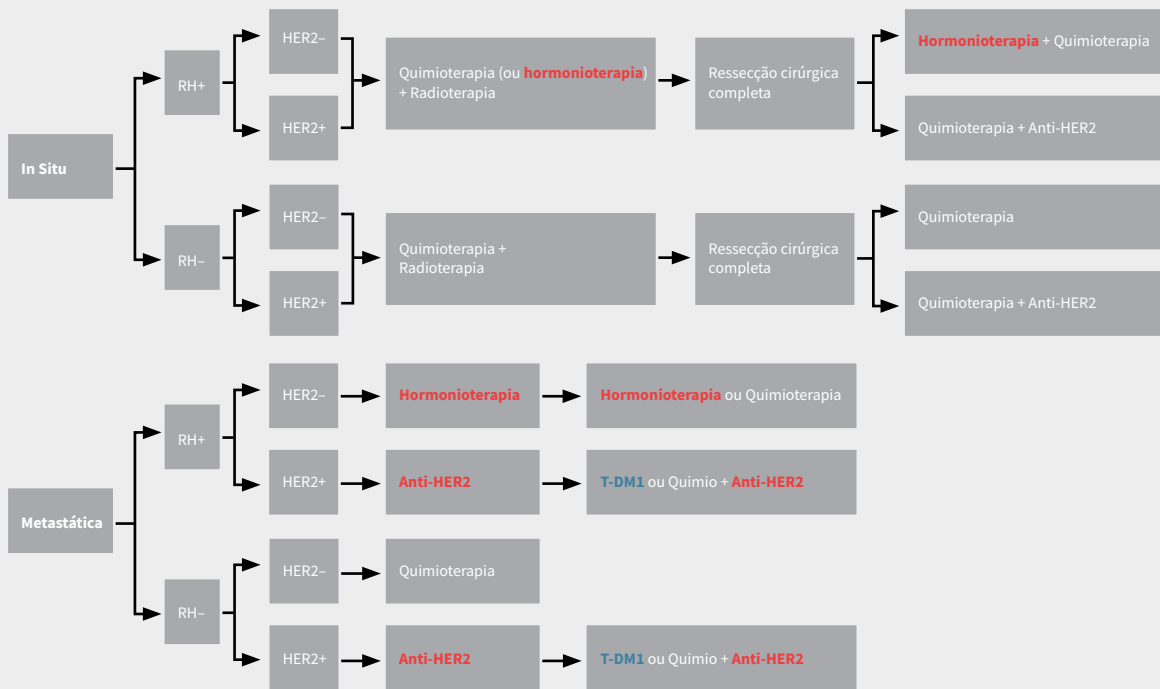 HER2–
Hormonioterapia + Quimioterapia
RH+
Quimioterapia (ou hormonioterapia)
+ Radioterapia
Ressecção cirúrgica
completa
HER2+
Quimioterapia + Anti-HER2
In Situ
HER2–
Quimioterapia
RH–
Quimioterapia +
Radioterapia
Ressecção cirúrgica
completa
HER2+
Quimioterapia + Anti-HER2
HER2–
Hormonioterapia
Hormonioterapia ou Quimioterapia
RH+
HER2+
Anti-HER2
T-DM1 ou Quimio + Anti-HER2
Metastática
HER2–
Quimioterapia
RH–
HER2+
Anti-HER2
T-DM1 ou Quimio + Anti-HER2